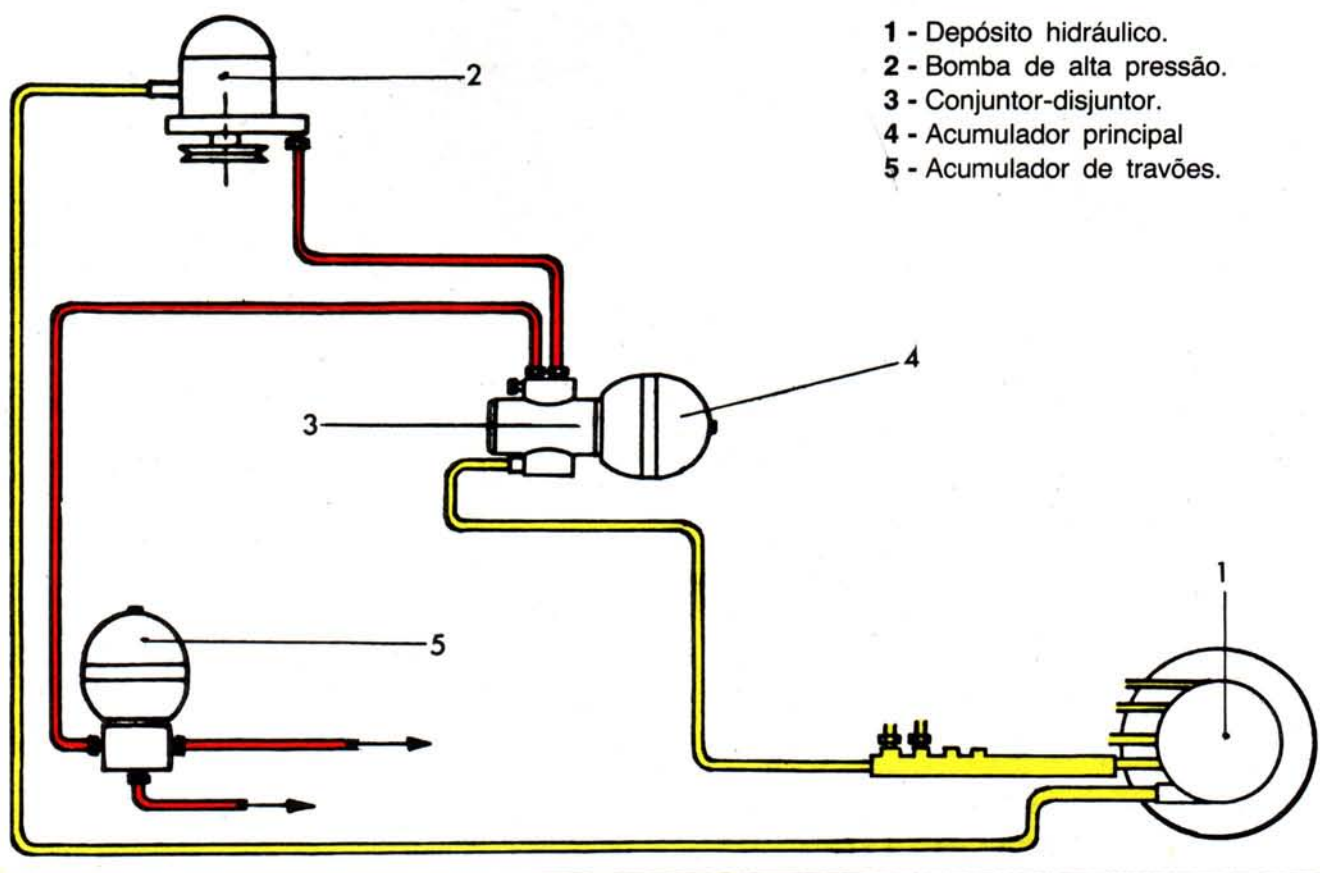 1 - Depósito hidráulico.
2 - Bomba de alta pressão.
3 - Conjuntor-disjuntor.
4 - Acumulador principal
5 - Acumulador de travões.
2
4
3
1
5